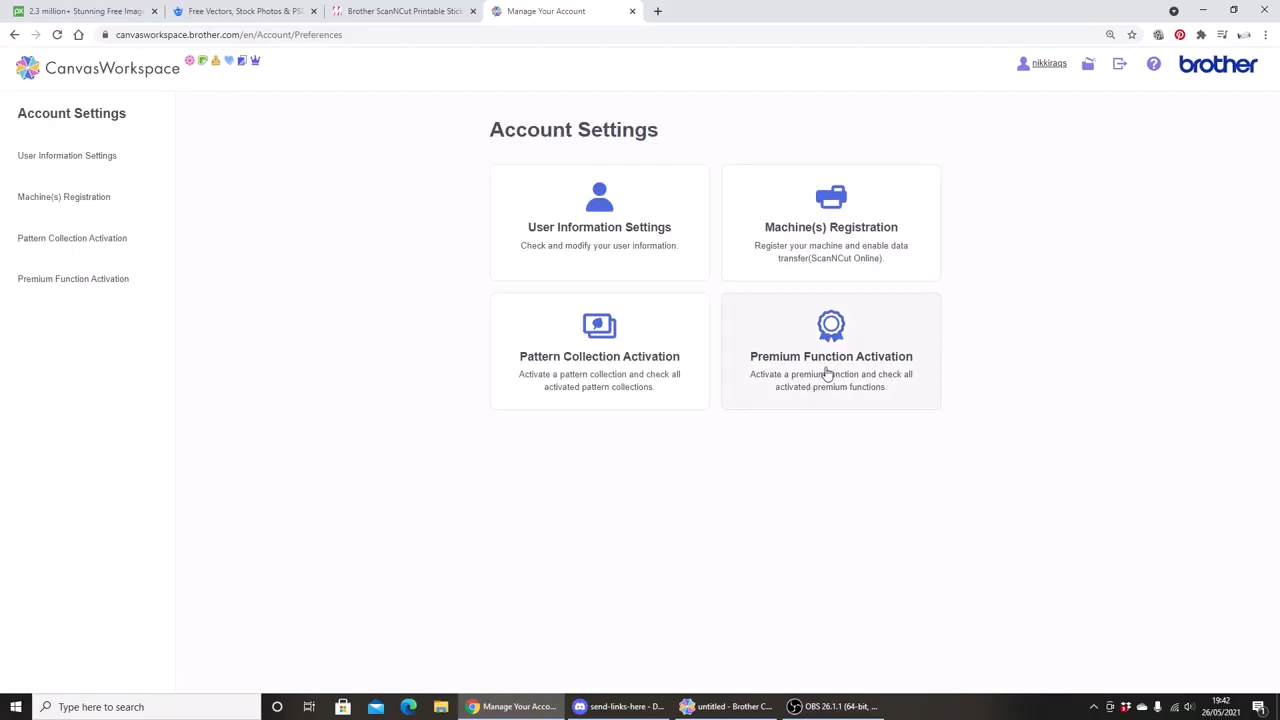 2.3 million+ Stunning Free Imag
Free Vectors, Stock Photos & PS
Brother ScanNCut Printable Stick
Manage Your Account
canvasworkspace.brother.com/en/Account/Preferences
CanvasWorkspace
nikkiraqs
brother
Account Settings
User Information Settings
Machine(s) Registration
Pattern Collection Activation
Premium Function Activation
Account Settings
User Information Settings
Check and modify your user information.
Machine(s) Registration
Register your machine and enable data
transfer(ScanNCut Online).
Pattern Collection Activation
Activate a pattern collection and check all
activated pattern collections.
Premium Function Activation
Activate a premium function and check all
activated premium functions.
Type here to search
Manage Your Acco...
send-links-here - D...
untitled - Brother C...
OBS 26.1.1 (64-bit, ...
19:42
26/05/2021